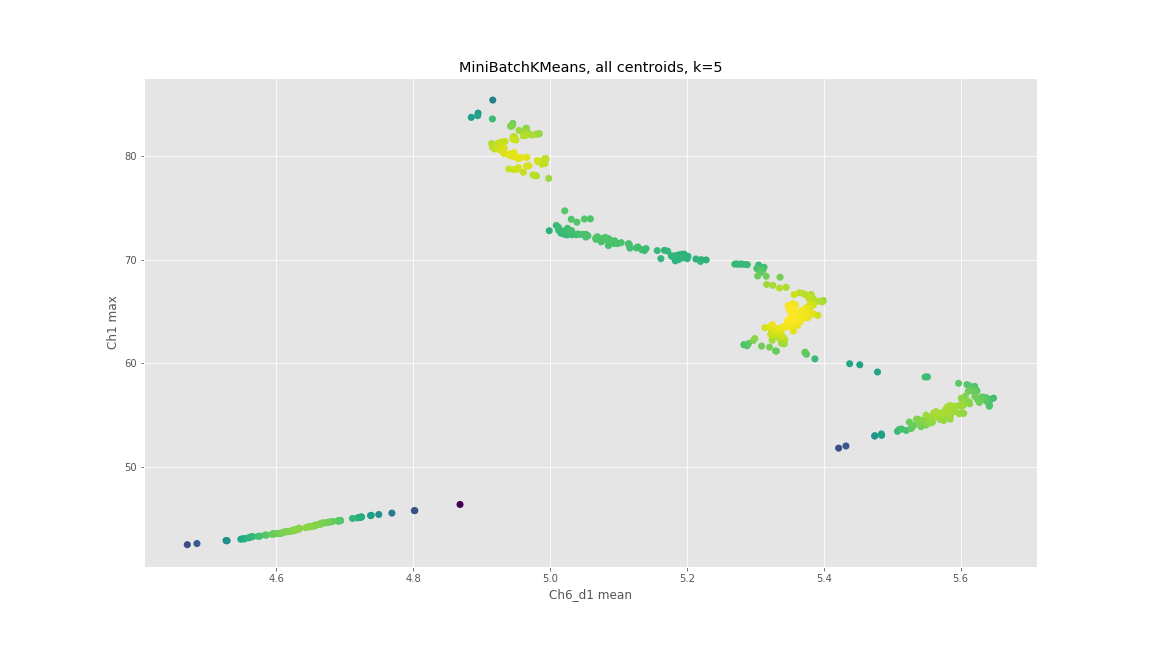 MiniBatchKMeans, all centroids, k=5
80
70
60
50
Ch1 max
4.6 4.8 5.0 5.2 5.4 5.6
Ch6_d1 mean